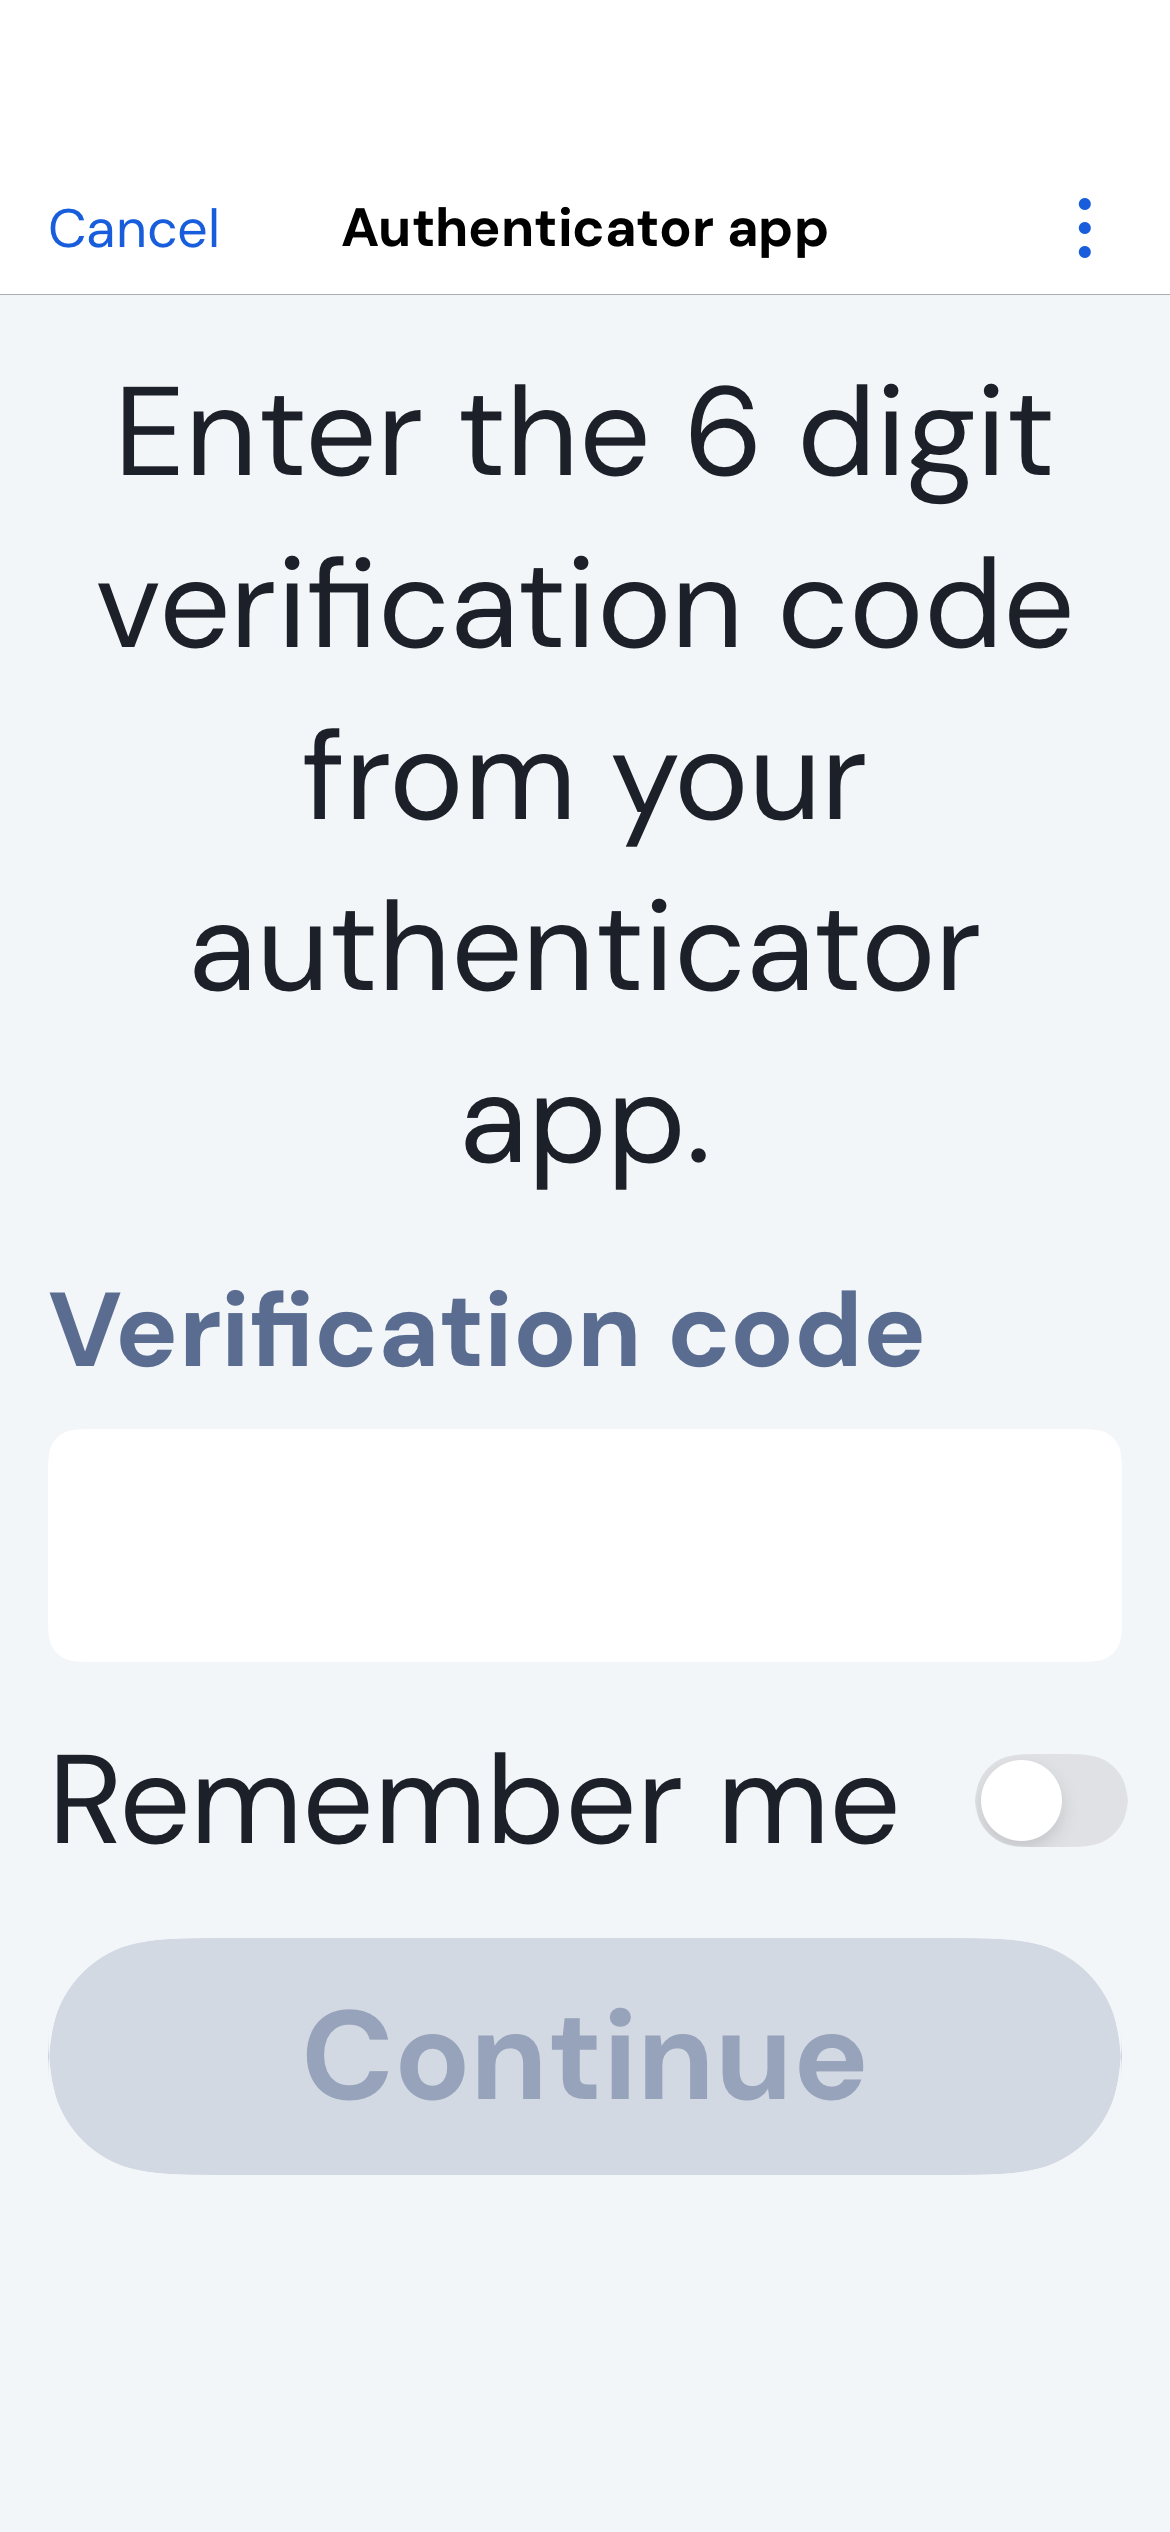 Cancel
Authenticator app
Enter the 6 digit
verification code
from your
authenticator
app.
Verification code
Remember me
Continue